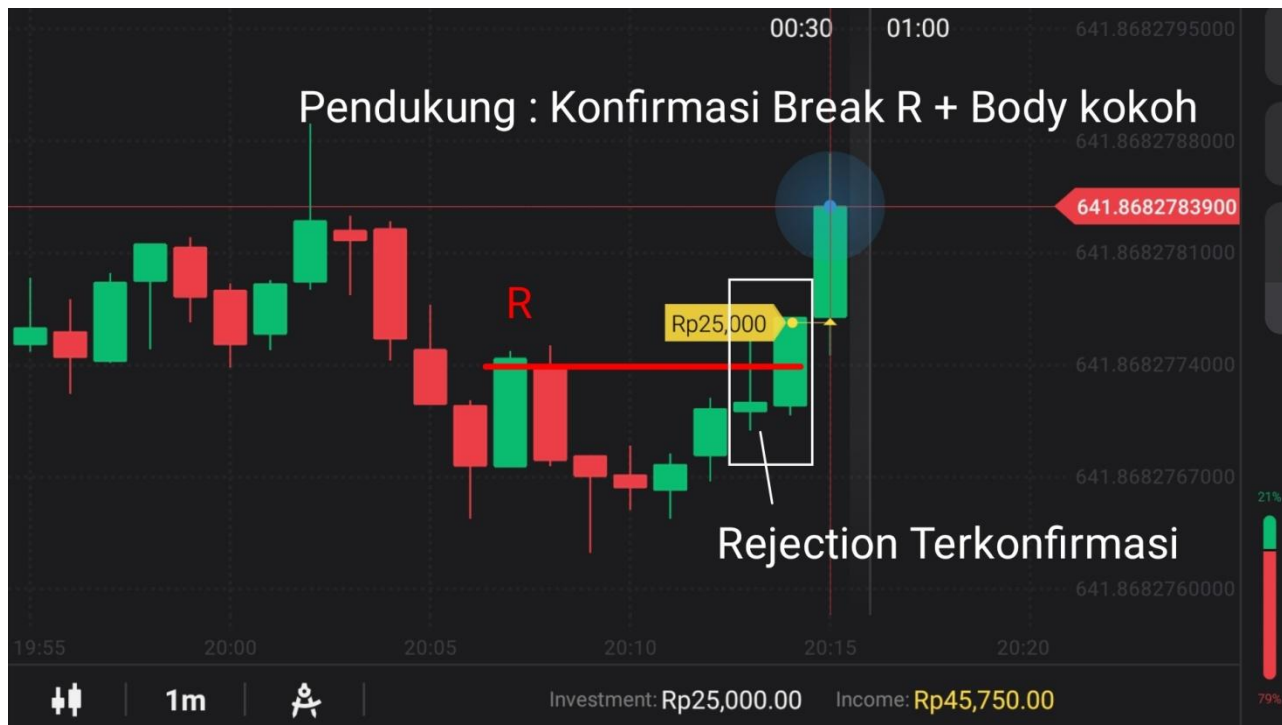 00:30 01:00
641.8682795000
Pendukung : Konfirmasi Break R + Body kokoh
641.8682788000
641.8682783900
641.8682781000
R
Rp25,000
641.8682774000
641.8682767000
21%
Rejection Terkonfirmasi
641.8682760000
19:55 20:00 20:05 20:10 20:15 20:20
1m Investment: Rp25,000.00 Income: Rp45,750.00
79%